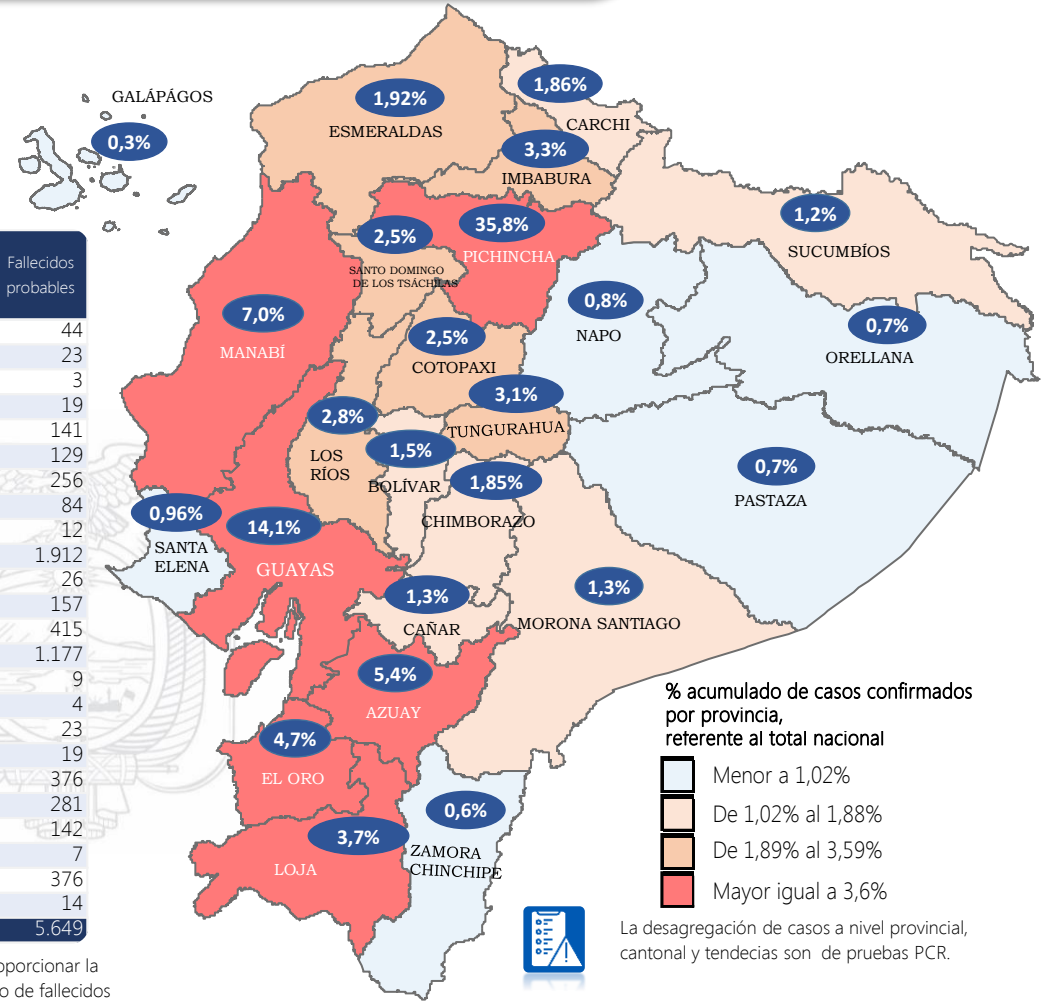 GALÁPÁGOS
0,3%
1,92%
ESMERALDAS
1,86%
CARCHI
3,3%
IMBABURA
1,2%
SUCUMBÍOS
2,5%
SANTO DOMINGO
DE LOS TSÁCHILAS
35,8%
PICHINCHA
7,0%
MANABÍ
0,8%
NAPO
0,7%
ORELLANA
2,5%
COTOPAXI
3,1%
TUNGURAHUA
2,8%
LOS
RÍOS
1,5%
BOLÍVAR
1,85%
CHIMBORAZO
0,7%
PASTAZA
0,96%
SANTA
ELENA
14,1%
GUAYAS
1,3%
CAÑAR
1,3%
MORONA SANTIAGO
5,4%
AZUAY
4,7%
EL ORO
3,7%
LOJA
0,6%
ZAMORA
CHINCHIPE
Fallecidos
probables
44
23
3
19
141
129
256
84
12
1.912
26
157
415
1.177
9
4
23
19
376
281
142
7
376
14
5.649
oporcionar la
o de fallecidos
% acumulado de casos confirmados
por provincia,
referente al total nacional
Menor a 1,02%
De 1,02% al 1,88%
De 1,89% al 3,59%
Mayor igual a 3,6%
La desagregación de casos a nivel provincial,
cantonal y tendecias son de pruebas PCR.